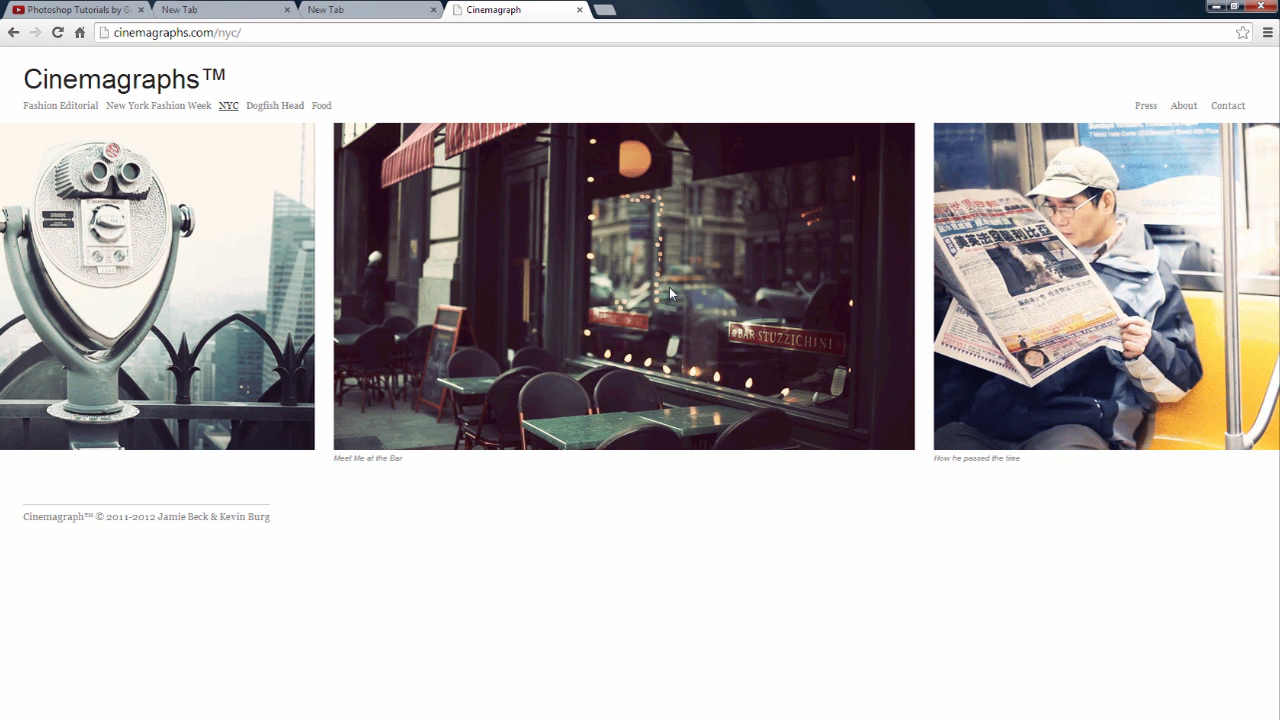 Photoshop Tutorials by G
New Tab
New Tab
Cinemagraph
cinemagraphs.com/nyc/
Cinemagraphs™
Fashion Editorial New York Fashion Week NYC Dogfish Head Food
Press About Contact
BAR STUZZICHINI
Meet Me at the Bar
How he passed the time
Cinemagraph™ © 2011-2012 Jamie Beck & Kevin Burg